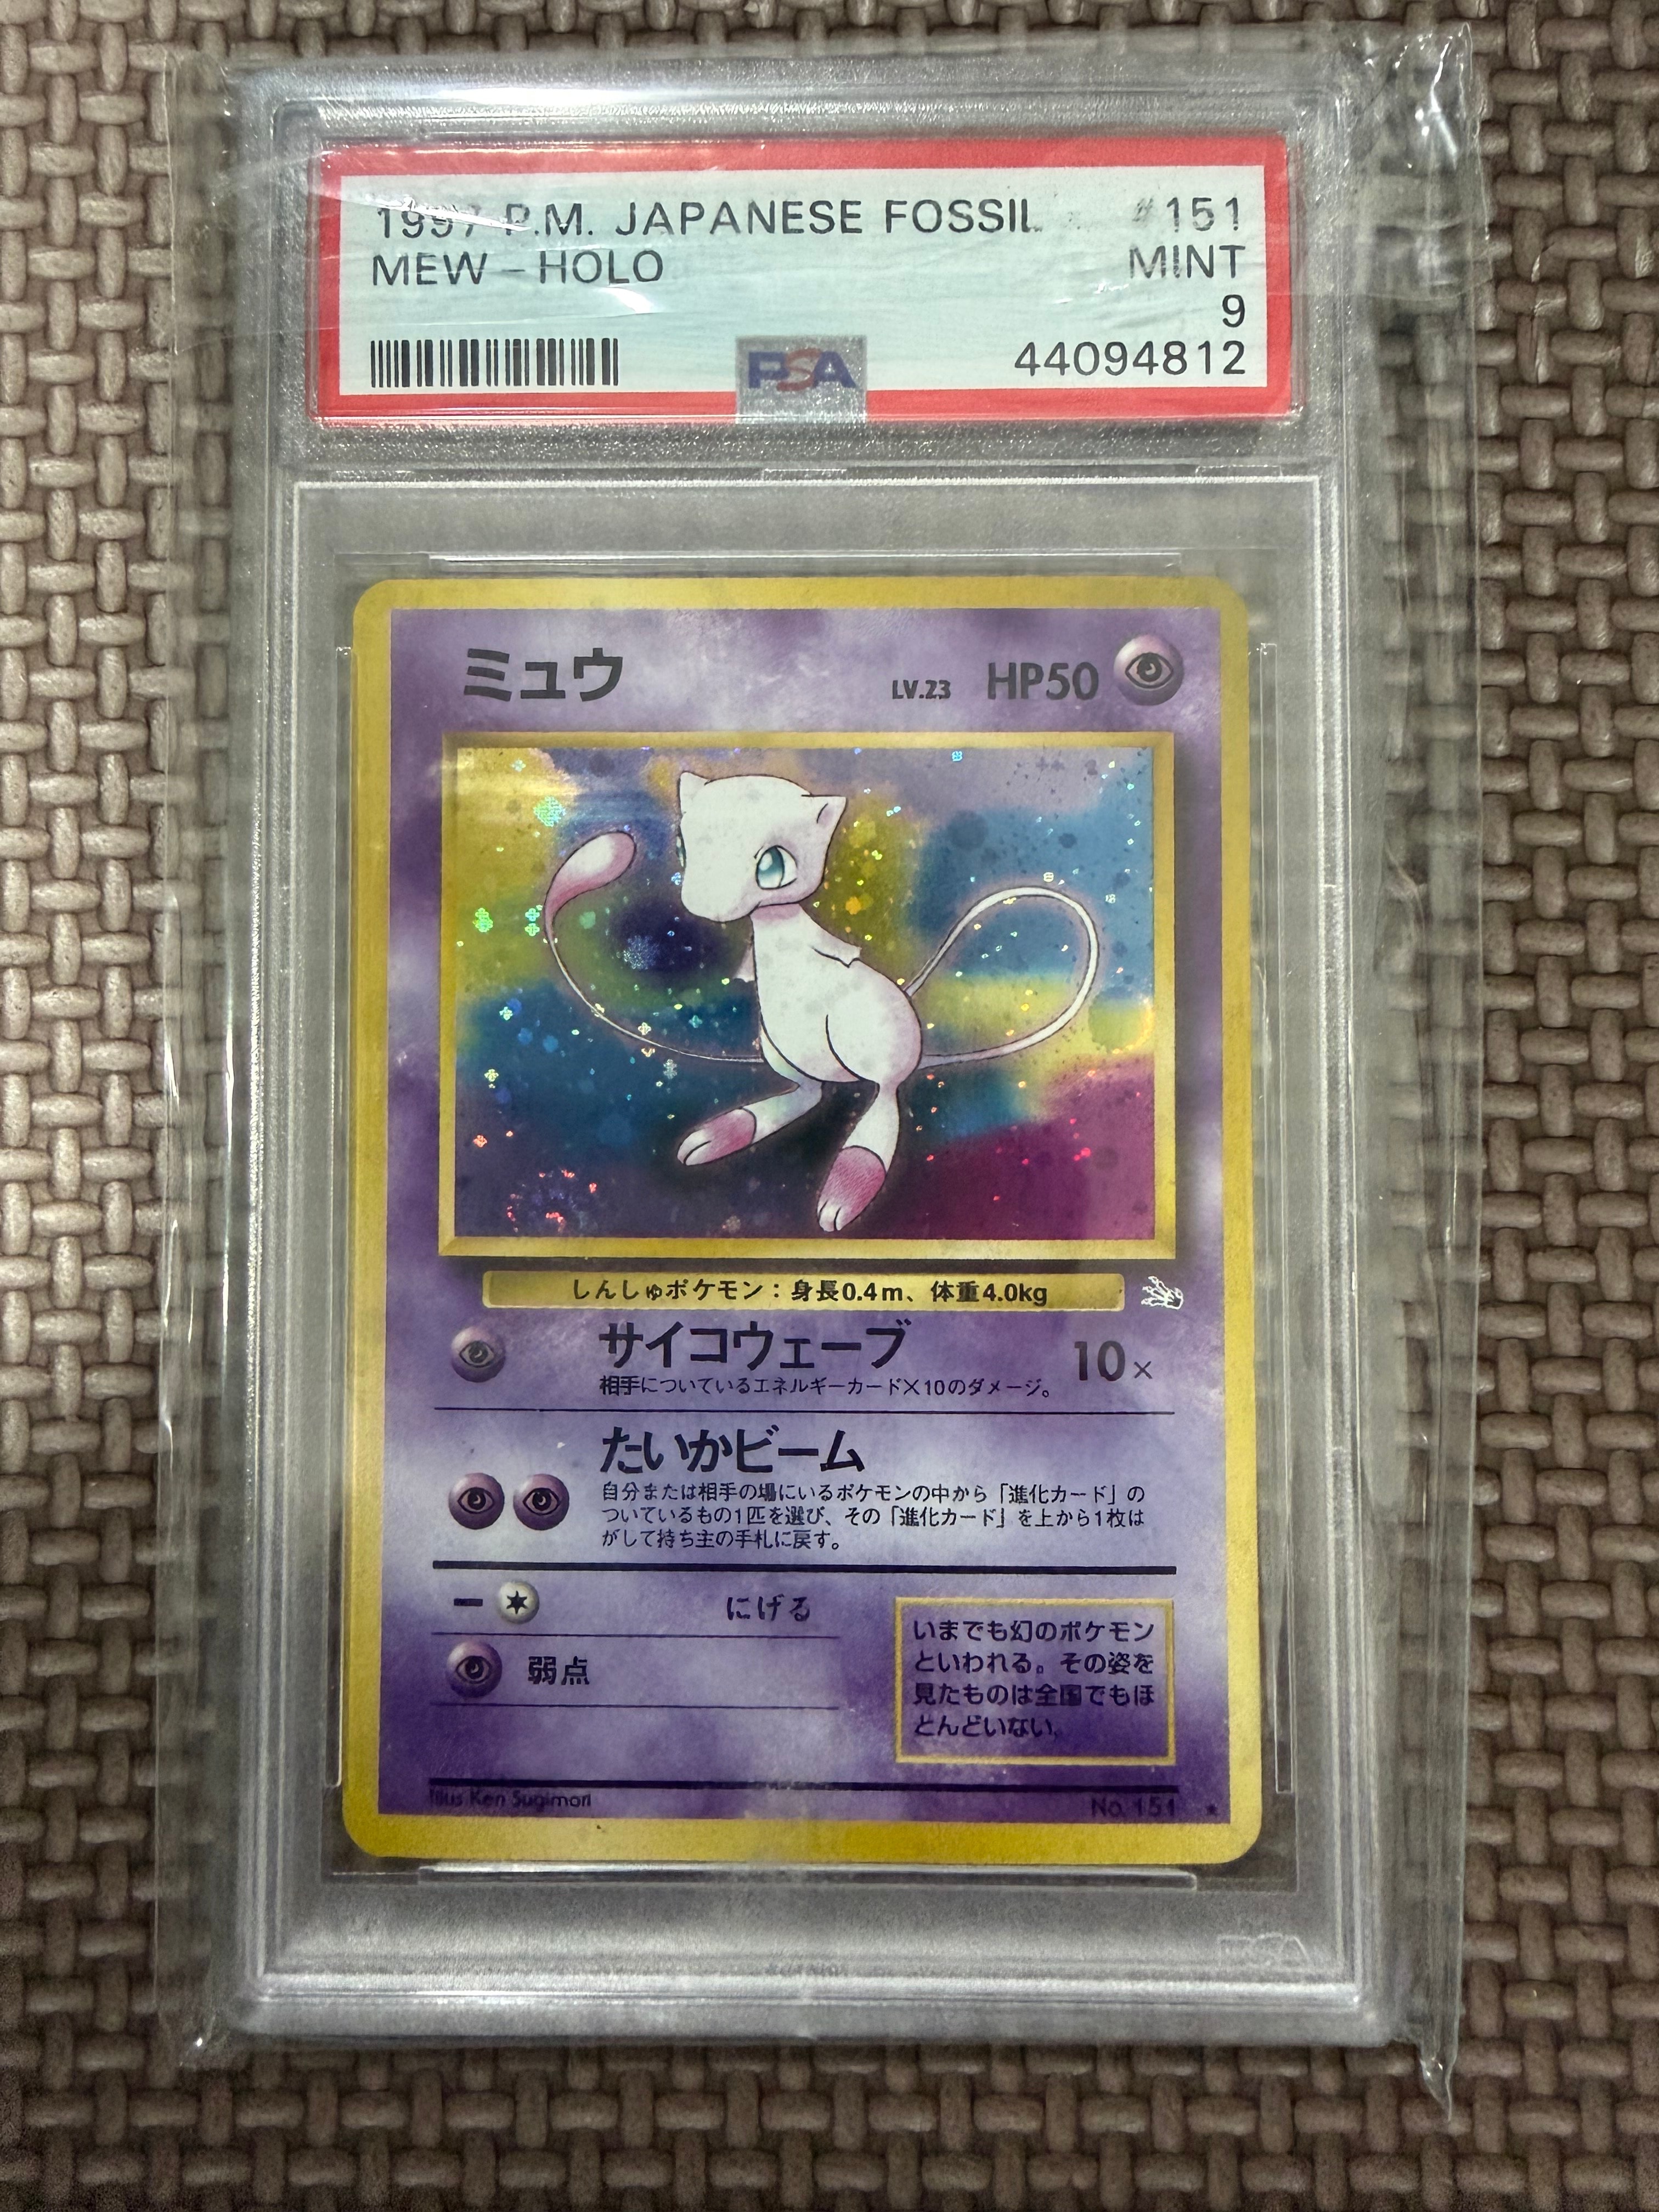 1997 P.M. JAPANESE FOSSIL #151
MEW - HOLO MINT
9
PSA 44094812
ミュウ LV.23 HP50
しんしゅポケモン：身長0.4m、体重4.0kg
サイコウェーブ 10×
相手についているエネルギーカード×10のダメージ。
たいかビーム
自分または相手の場にいるポケモンの中から「進化カード」の
ついているもの1匹を選び、その「進化カード」を上から1枚は
がして持ち主の手札に戻す。
− にげる
弱点
いまでも幻のポケモン
といわれる。その姿を
見たものは全国でもほ
とんどいない。
Illus Ken Sugimori No. 151 ★
PSA